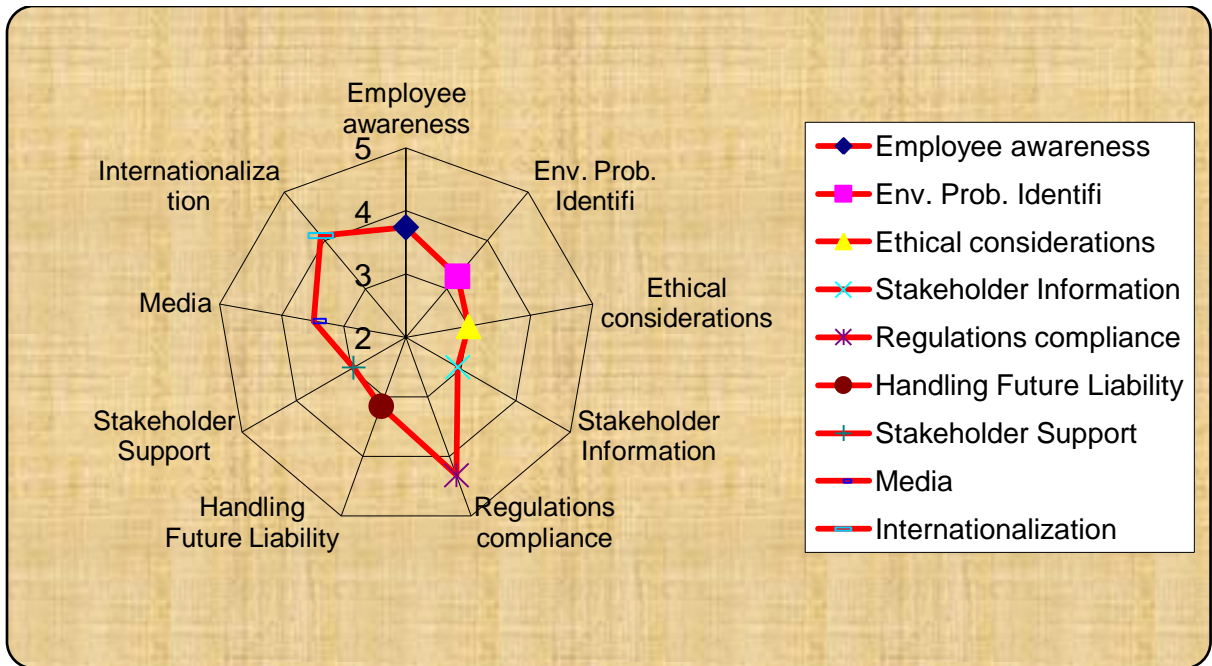 Employee
awareness
Env. Prob.
Identifi
Ethical
considerations
Stakeholder
Information
Regulations
compliance
Handling
Future Liability
Stakeholder
Support
Media
Internationaliza
tion
5
4
3
2
Employee awareness
Env. Prob. Identifi
Ethical considerations
Stakeholder Information
Regulations compliance
Handling Future Liability
Stakeholder Support
Media
Internationalization